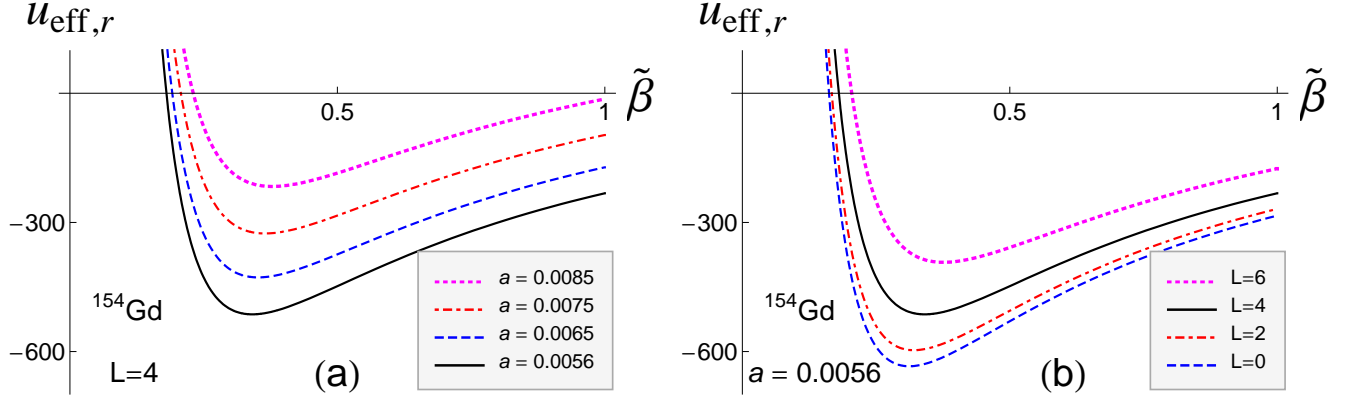 u_eff,r
β̃
0.5
1
−300
−600
¹⁵⁴Gd
L=4
(a)
a = 0.0085
a = 0.0075
a = 0.0065
a = 0.0056
u_eff,r
β̃
0.5
1
−300
−600
¹⁵⁴Gd
a = 0.0056
(b)
L=6
L=4
L=2
L=0